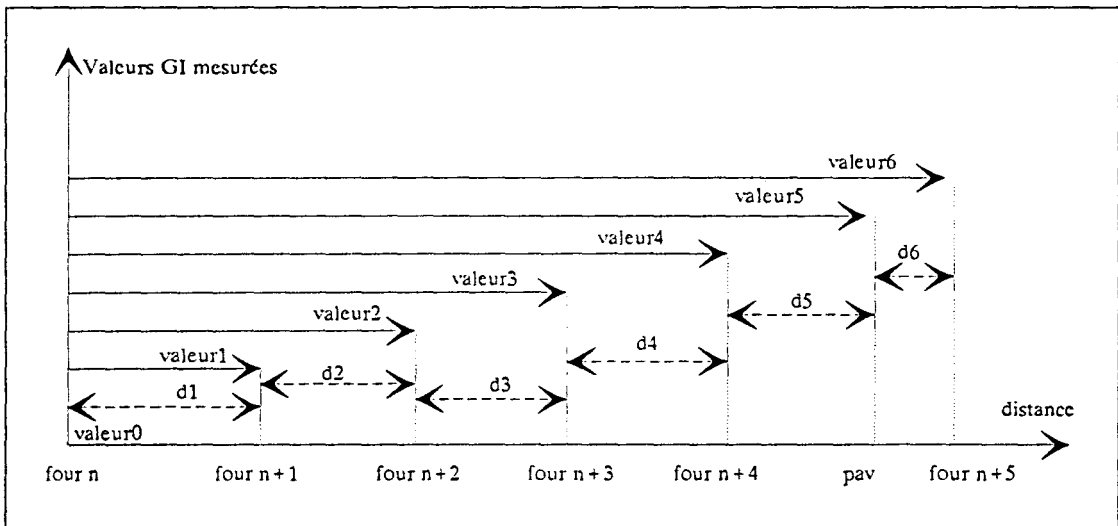 Valeurs GI mesurées
valeur6
valeur5
valeur4
d6
valeur3
d5
valeur2
d4
valeur1
d2
d3
d1
distance
valeur0
four n
four n+1
four n+2
four n+3
four n+4
pav
four n+5